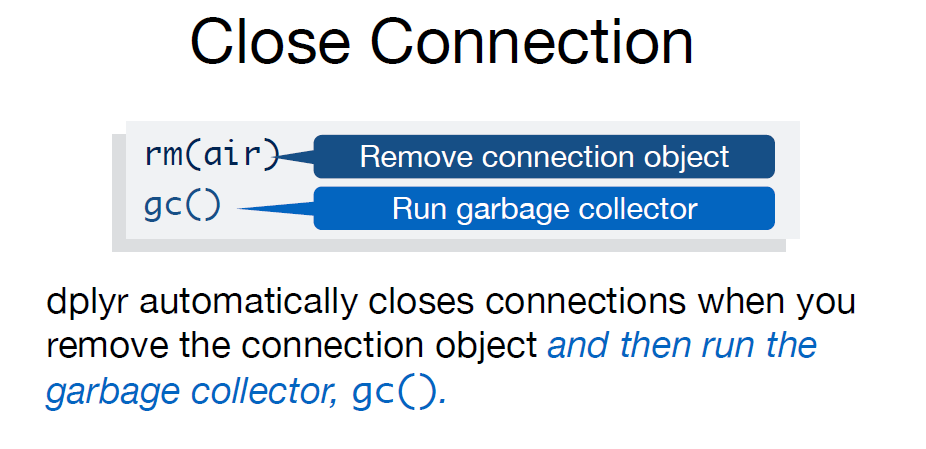 Close Connection
rm(air)
Remove connection object
gc()
Run garbage collector
dplyr automatically closes connections when you
remove the connection object and then run the
garbage collector, gc().